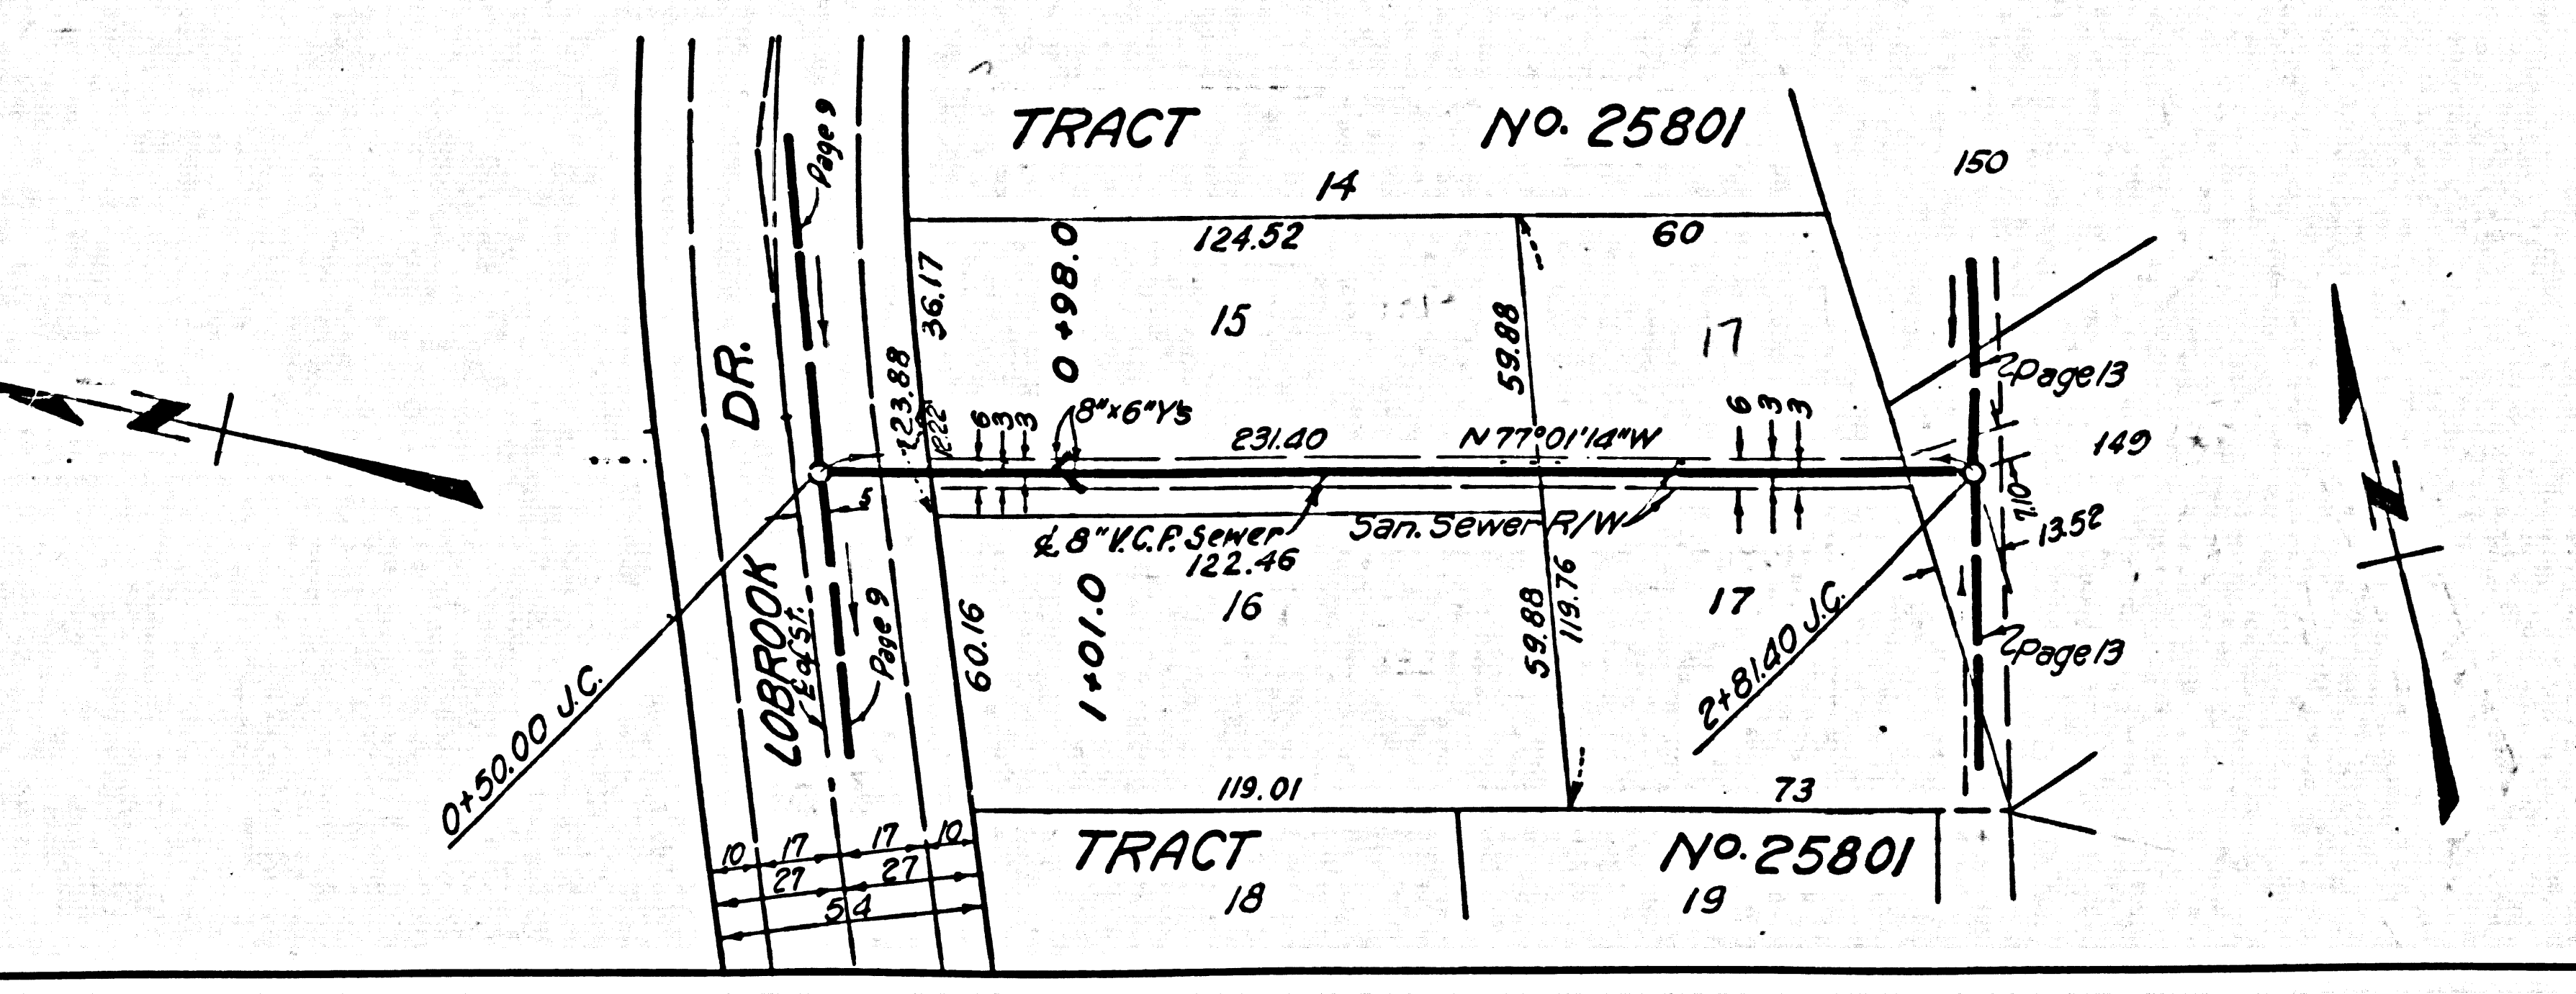 TRACT No. 25801
14
150
Page 9
124.52
60
36.17
0+98.0
15
59.88
17
DR.
223.88
12.22
6 3 3
8"x6"Y's
231.40
N77°01'14"W
6 3 3
Page 13
149
5
7.10
13.52
℄ 8" V.C.P. Sewer
San. Sewer R/W
122.46
16
1+01.0
60.16
59.88
119.76
17
LOBROOK
℄ of ST.
Page 9
0+50.00 J.C.
2+81.40 J.C.
Page 13
119.01
73
10 17 17 10
27 27
54
TRACT No. 25801
18
19
N
N